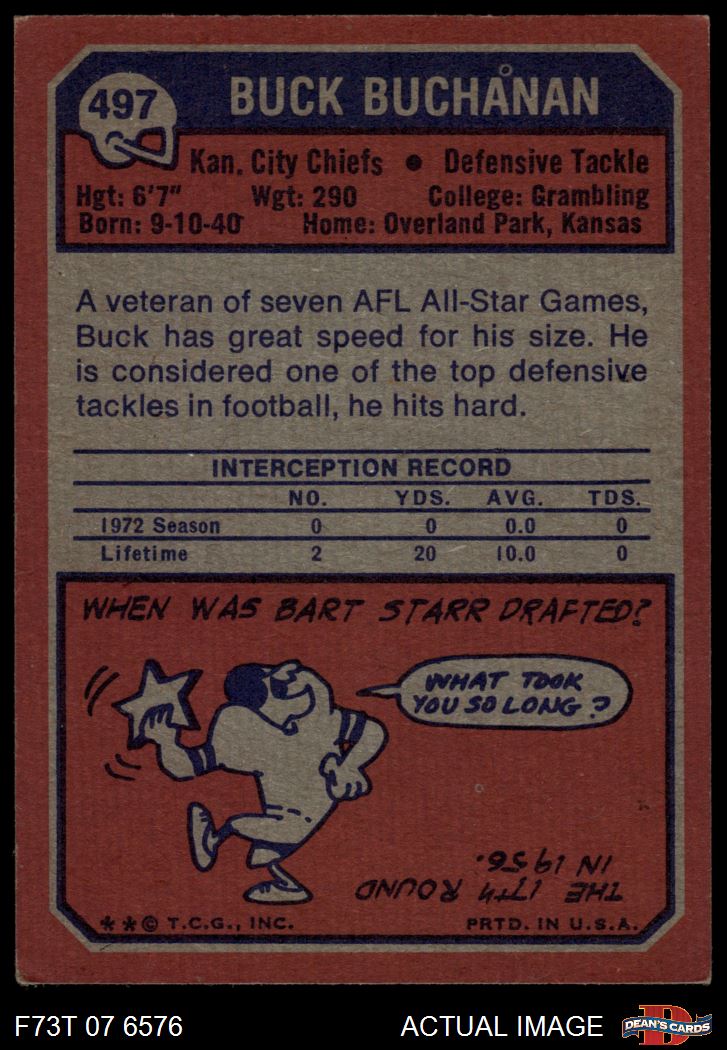 497
BUCK BUCHANAN
Kan. City Chiefs • Defensive Tackle
Hgt: 6'7" Wgt: 290 College: Grambling
Born: 9-10-40 Home: Overland Park, Kansas
A veteran of seven AFL All-Star Games,
Buck has great speed for his size. He
is considered one of the top defensive
tackles in football, he hits hard.
INTERCEPTION RECORD
NO. YDS. AVG. TDS.
1972 Season 0 0 0.0 0
Lifetime 2 20 10.0 0
WHEN WAS BART STARR DRAFTED?
WHAT TOOK
YOU SO LONG?
THE 17TH ROUND
IN 1956.
**© T.C.G., INC. PRTD. IN U.S.A.
F73T 07 6576 ACTUAL IMAGE
D
DEAN'S CARDS